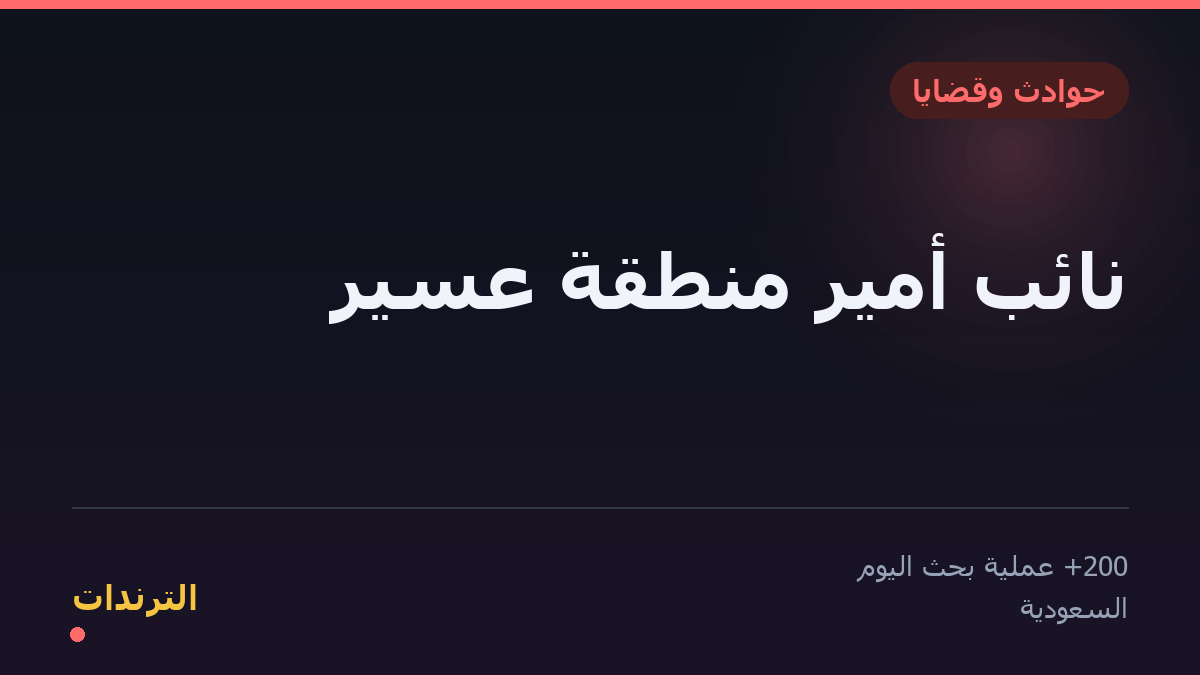 حوادث وقضايا
نائب أمير منطقة عسير
200+ عملية بحث اليوم
السعودية
الترندات